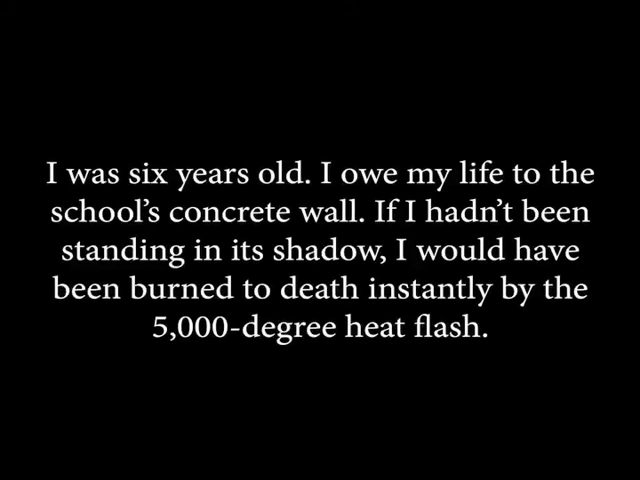 I was six years old. I owe my life to the
school’s concrete wall. If I hadn’t been
standing in its shadow, I would have
been burned to death instantly by the
5,000-degree heat flash.